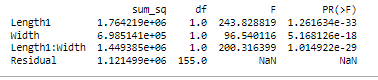 sum_sq df F PR(>F)
Length1 1.764219e+06 1.0 243.828819 1.261634e-33
Width 6.985141e+05 1.0 96.540116 5.168126e-18
Length1:Width 1.449385e+06 1.0 200.316399 1.014922e-29
Residual 1.121499e+06 155.0 NaN NaN